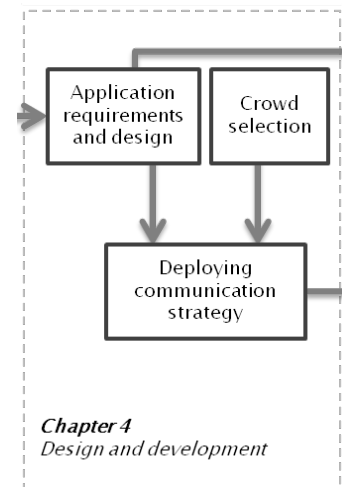 Application
requirements
and design
Crowd
selection
Deploying
communication
strategy
Chapter 4
Design and development